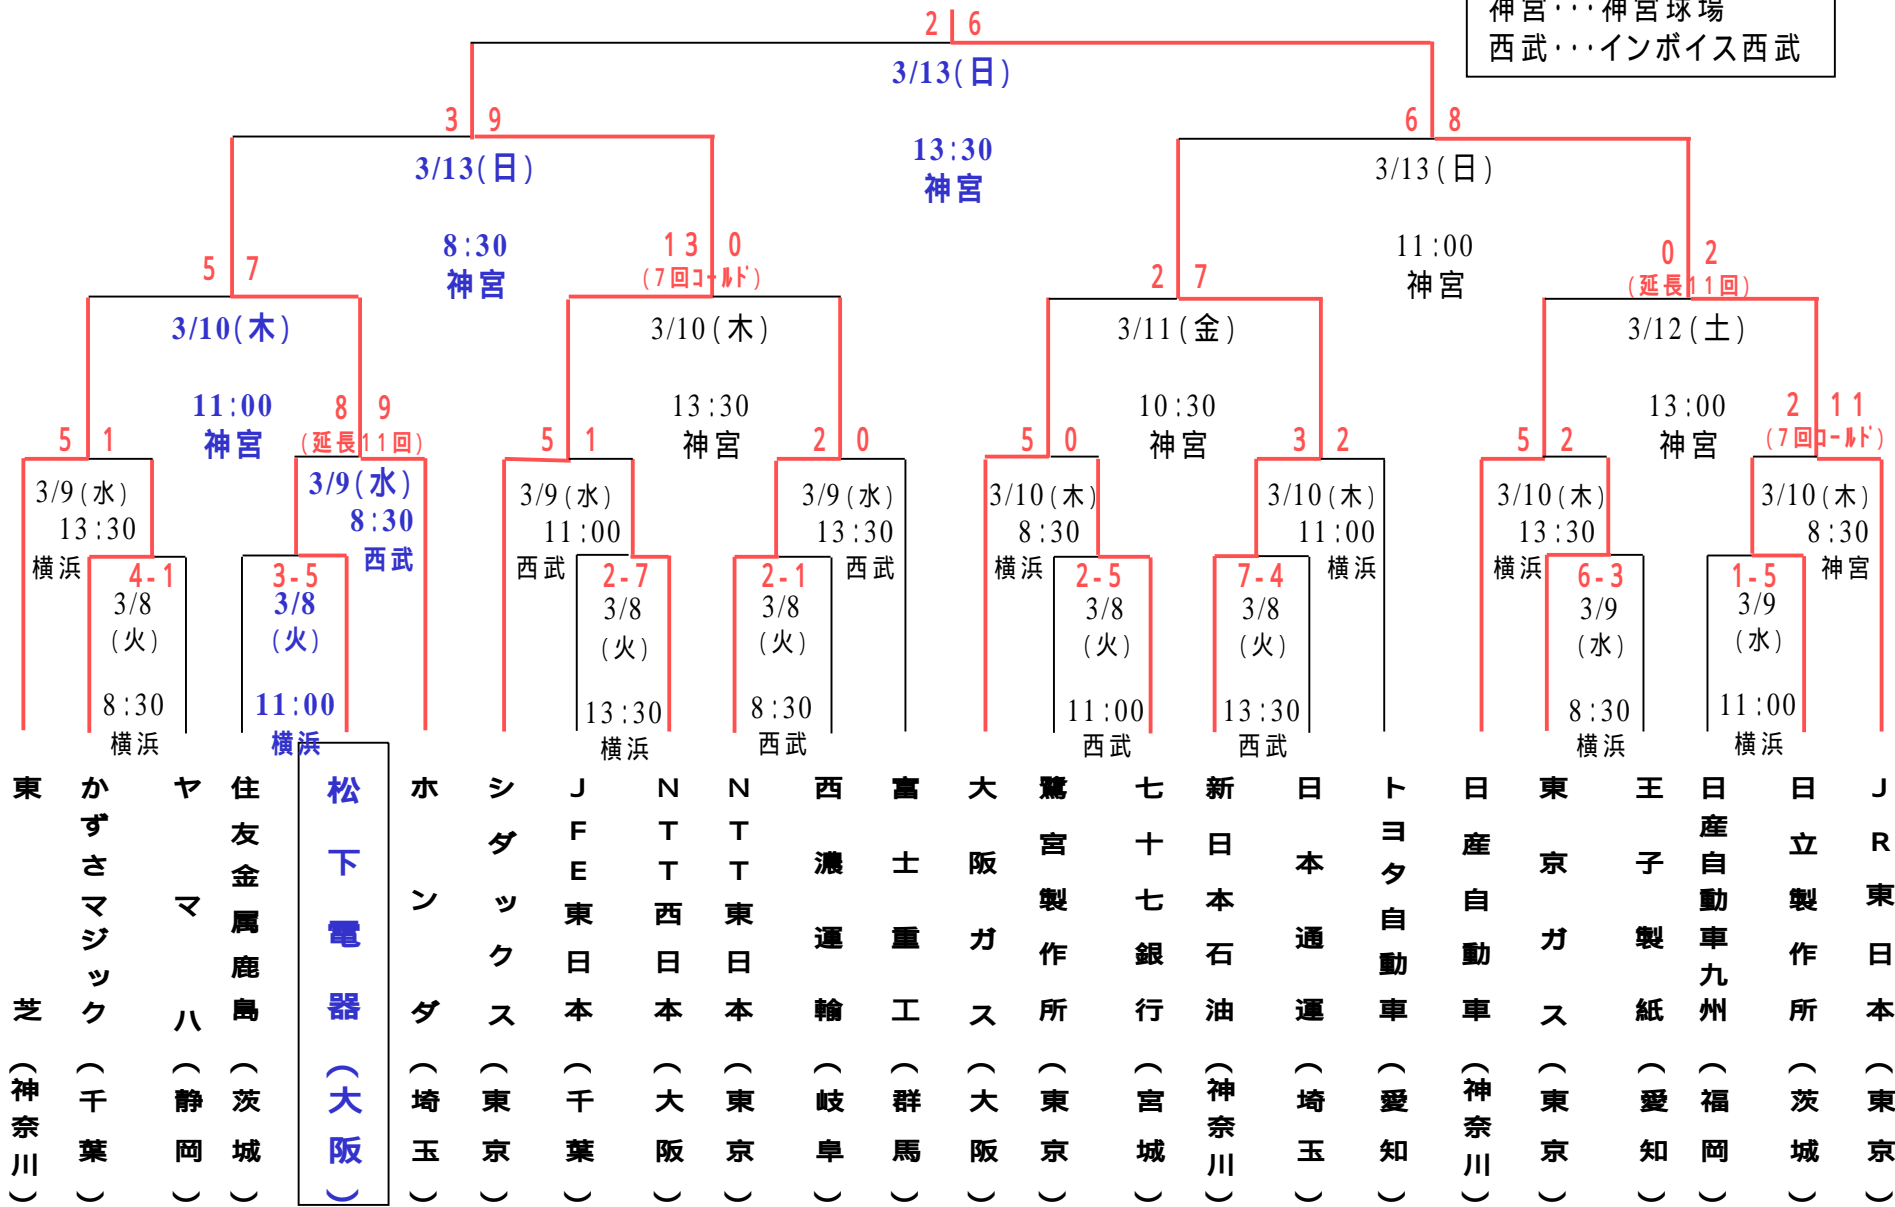 神宮･･･神宮球場
西武･･･インボイス西武
2 6
3/13(日)
13:30
神宮
3 9
3/13(日)
8:30
神宮
6 8
3/13(日)
11:00
神宮
5 7
3/10(木)
11:00
神宮
13 0
(7回コールド)
3/10(木)
13:30
神宮
2 7
3/11(金)
10:30
神宮
0 2
(延長11回)
3/12(土)
13:00
神宮
5 1
3/9(水)
13:30
横浜
8 9
(延長11回)
3/9(水)
8:30
西武
5 1
3/9(水)
11:00
西武
2 0
3/9(水)
13:30
西武
5 0
3/10(木)
8:30
横浜
3 2
3/10(木)
11:00
横浜
5 2
3/10(木)
13:30
横浜
2 11
(7回コールド)
3/10(木)
8:30
神宮
4-1
3/8
(火)
8:30
横浜
3-5
3/8
(火)
11:00
横浜
2-7
3/8
(火)
13:30
横浜
2-1
3/8
(火)
8:30
西武
2-5
3/8
(火)
11:00
西武
7-4
3/8
(火)
13:30
西武
6-3
3/9
(水)
8:30
横浜
1-5
3/9
(水)
11:00
横浜
東芝(神奈川)
かずさマジック(千葉)
ヤマハ(静岡)
住友金属鹿島(茨城)
松下電器(大阪)
ホンダ(埼玉)
シダックス(東京)
JFE東日本(千葉)
NTT西日本(大阪)
NTT東日本(東京)
西濃運輸(岐阜)
富士重工(群馬)
大阪ガス(大阪)
鷺宮製作所(東京)
七十七銀行(宮城)
新日本石油(神奈川)
日本通運(埼玉)
トヨタ自動車(愛知)
日産自動車(神奈川)
東京ガス(東京)
王子製紙(愛知)
日産自動車九州(福岡)
日立製作所(茨城)
JR東日本(東京)